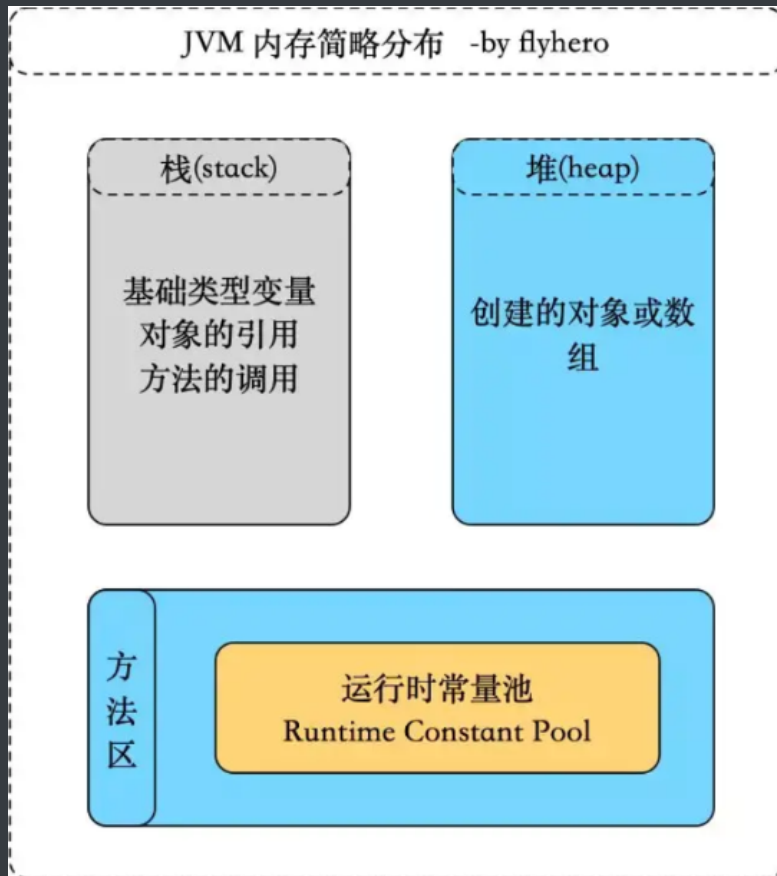 JVM 内存简略分布 -by flyhero
栈(stack)
基础类型变量
对象的引用
方法的调用
堆(heap)
创建的对象或数
组
方
法
区
运行时常量池
Runtime Constant Pool